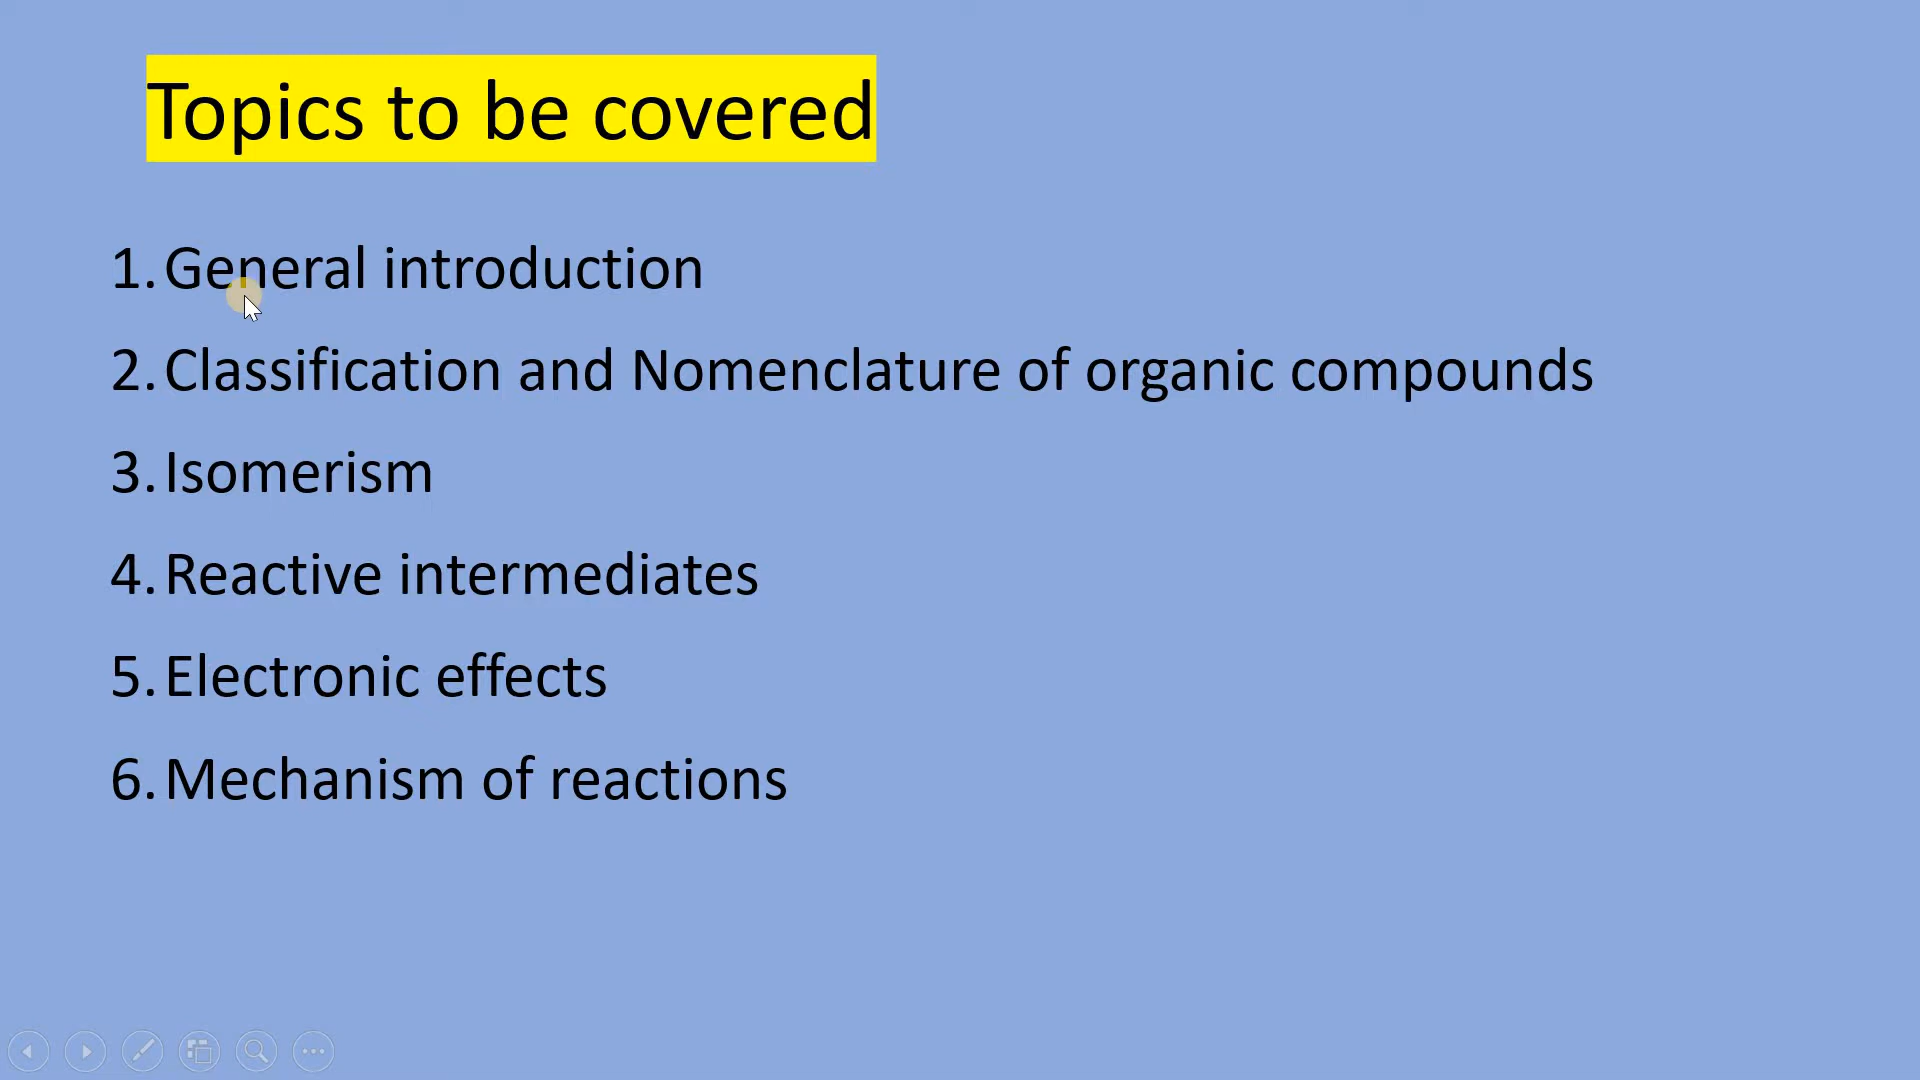 Topics to be covered
1. General introduction
2. Classification and Nomenclature of organic compounds
3. Isomerism
4. Reactive intermediates
5. Electronic effects
6. Mechanism of reactions